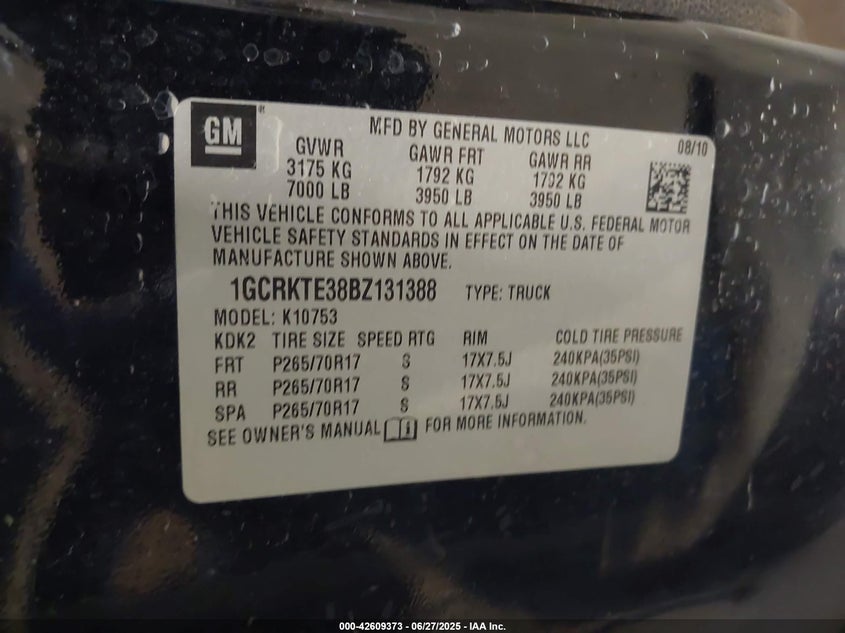 GM
MFD BY GENERAL MOTORS LLC
08/10
GVWR GAWR FRT GAWR RR
3175 KG 1792 KG 1792 KG
7000 LB 3950 LB 3950 LB
THIS VEHICLE CONFORMS TO ALL APPLICABLE U.S. FEDERAL MOTOR
VEHICLE SAFETY STANDARDS IN EFFECT ON THE DATE OF
MANUFACTURE SHOWN ABOVE.
1GCRKTE38BZ131388 TYPE: TRUCK
MODEL: K10753
KDK2 TIRE SIZE SPEED RTG RIM COLD TIRE PRESSURE
FRT P265/70R17 S 17X7.5J 240KPA(35PSI)
RR P265/70R17 S 17X7.5J 240KPA(35PSI)
SPA P265/70R17 S 17X7.5J 240KPA(35PSI)
SEE OWNER'S MANUAL FOR MORE INFORMATION.
000-42609373 - 06/27/2025 - IAA Inc.